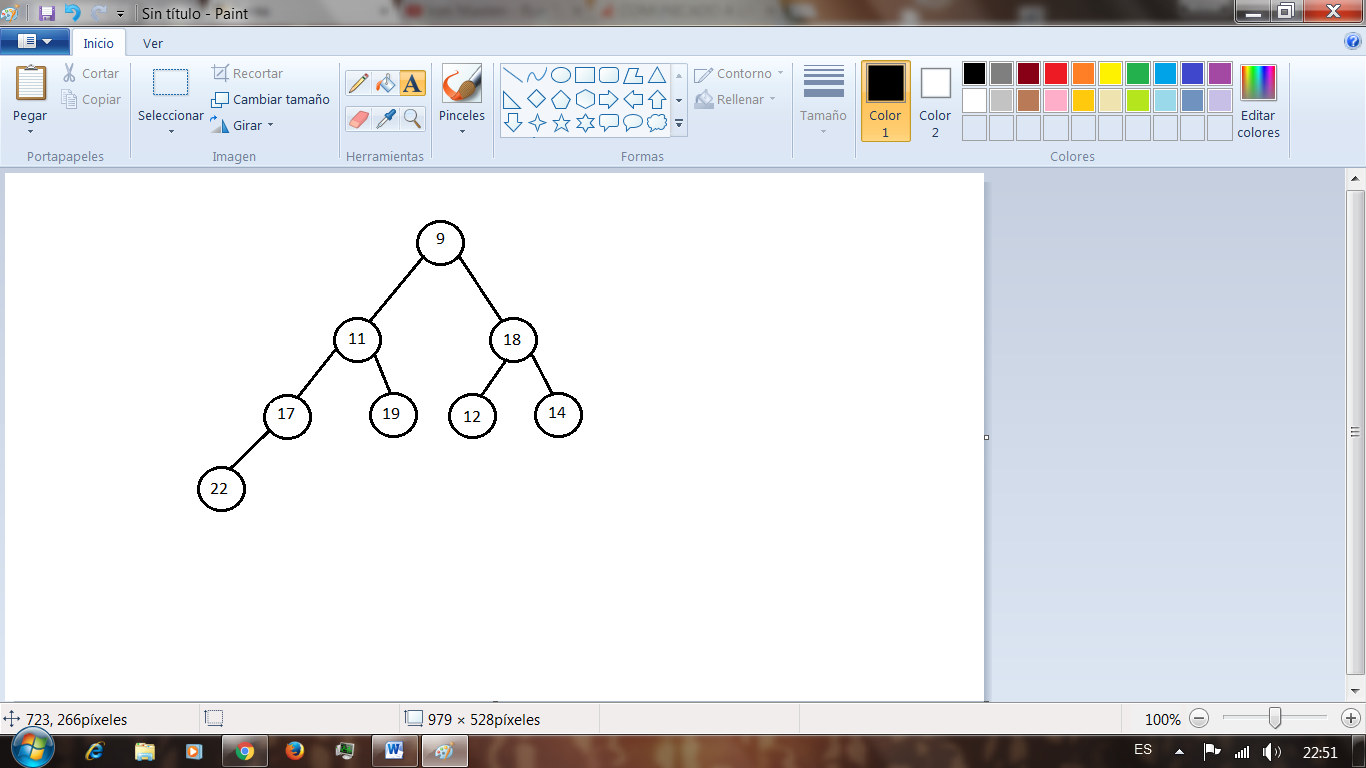 Sin título - Paint
Inicio Ver
Pegar
Cortar
Copiar
Portapapeles
Seleccionar
Recortar
Cambiar tamaño
Girar
Imagen
A
Herramientas
Pinceles
Contorno
Rellenar
Formas
Tamaño
Color 1
Color 2
Editar colores
Colores
9
11 18
17 19 12 14
22
723, 266píxeles
979 × 528píxeles
100%
ES
22:51